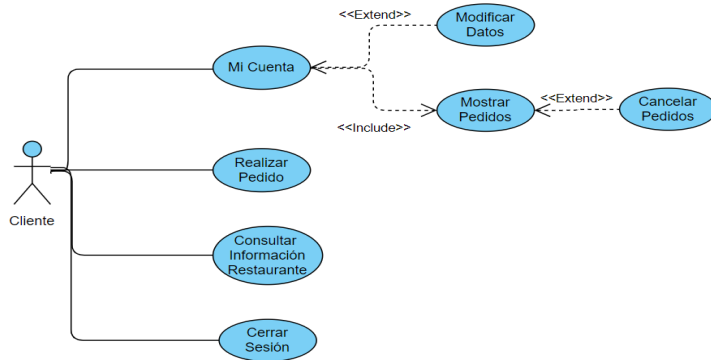 <<Extend>>
Modificar
Datos
Mi Cuenta
Mostrar
Pedidos
<<Extend>>
Cancelar
Pedidos
<<Include>>
Realizar
Pedido
Cliente
Consultar
Información
Restaurante
Cerrar
Sesión